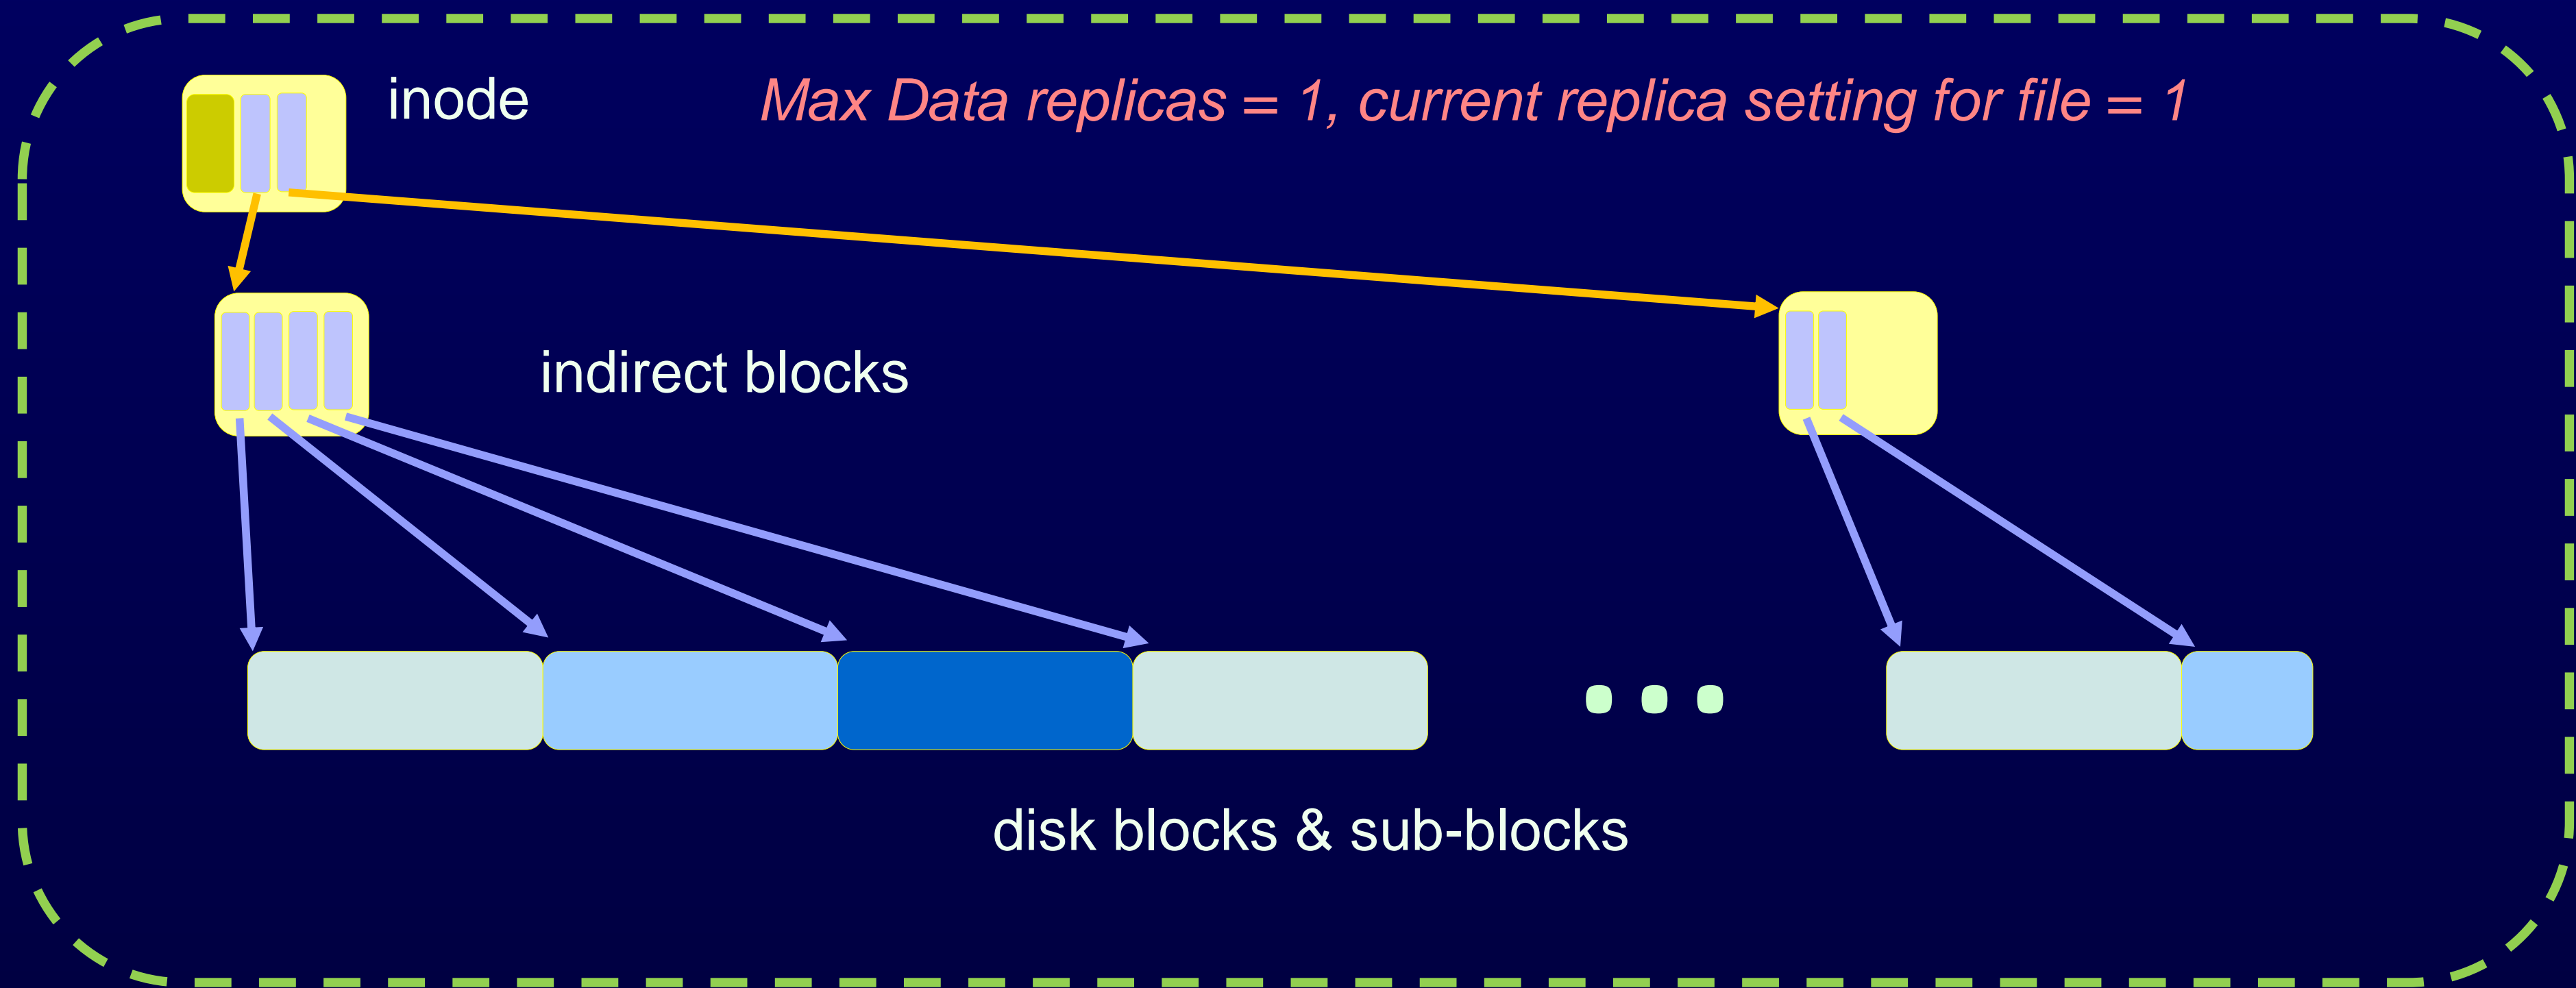 inode
Max Data replicas = 1, current replica setting for file = 1
indirect blocks
disk blocks & sub-blocks